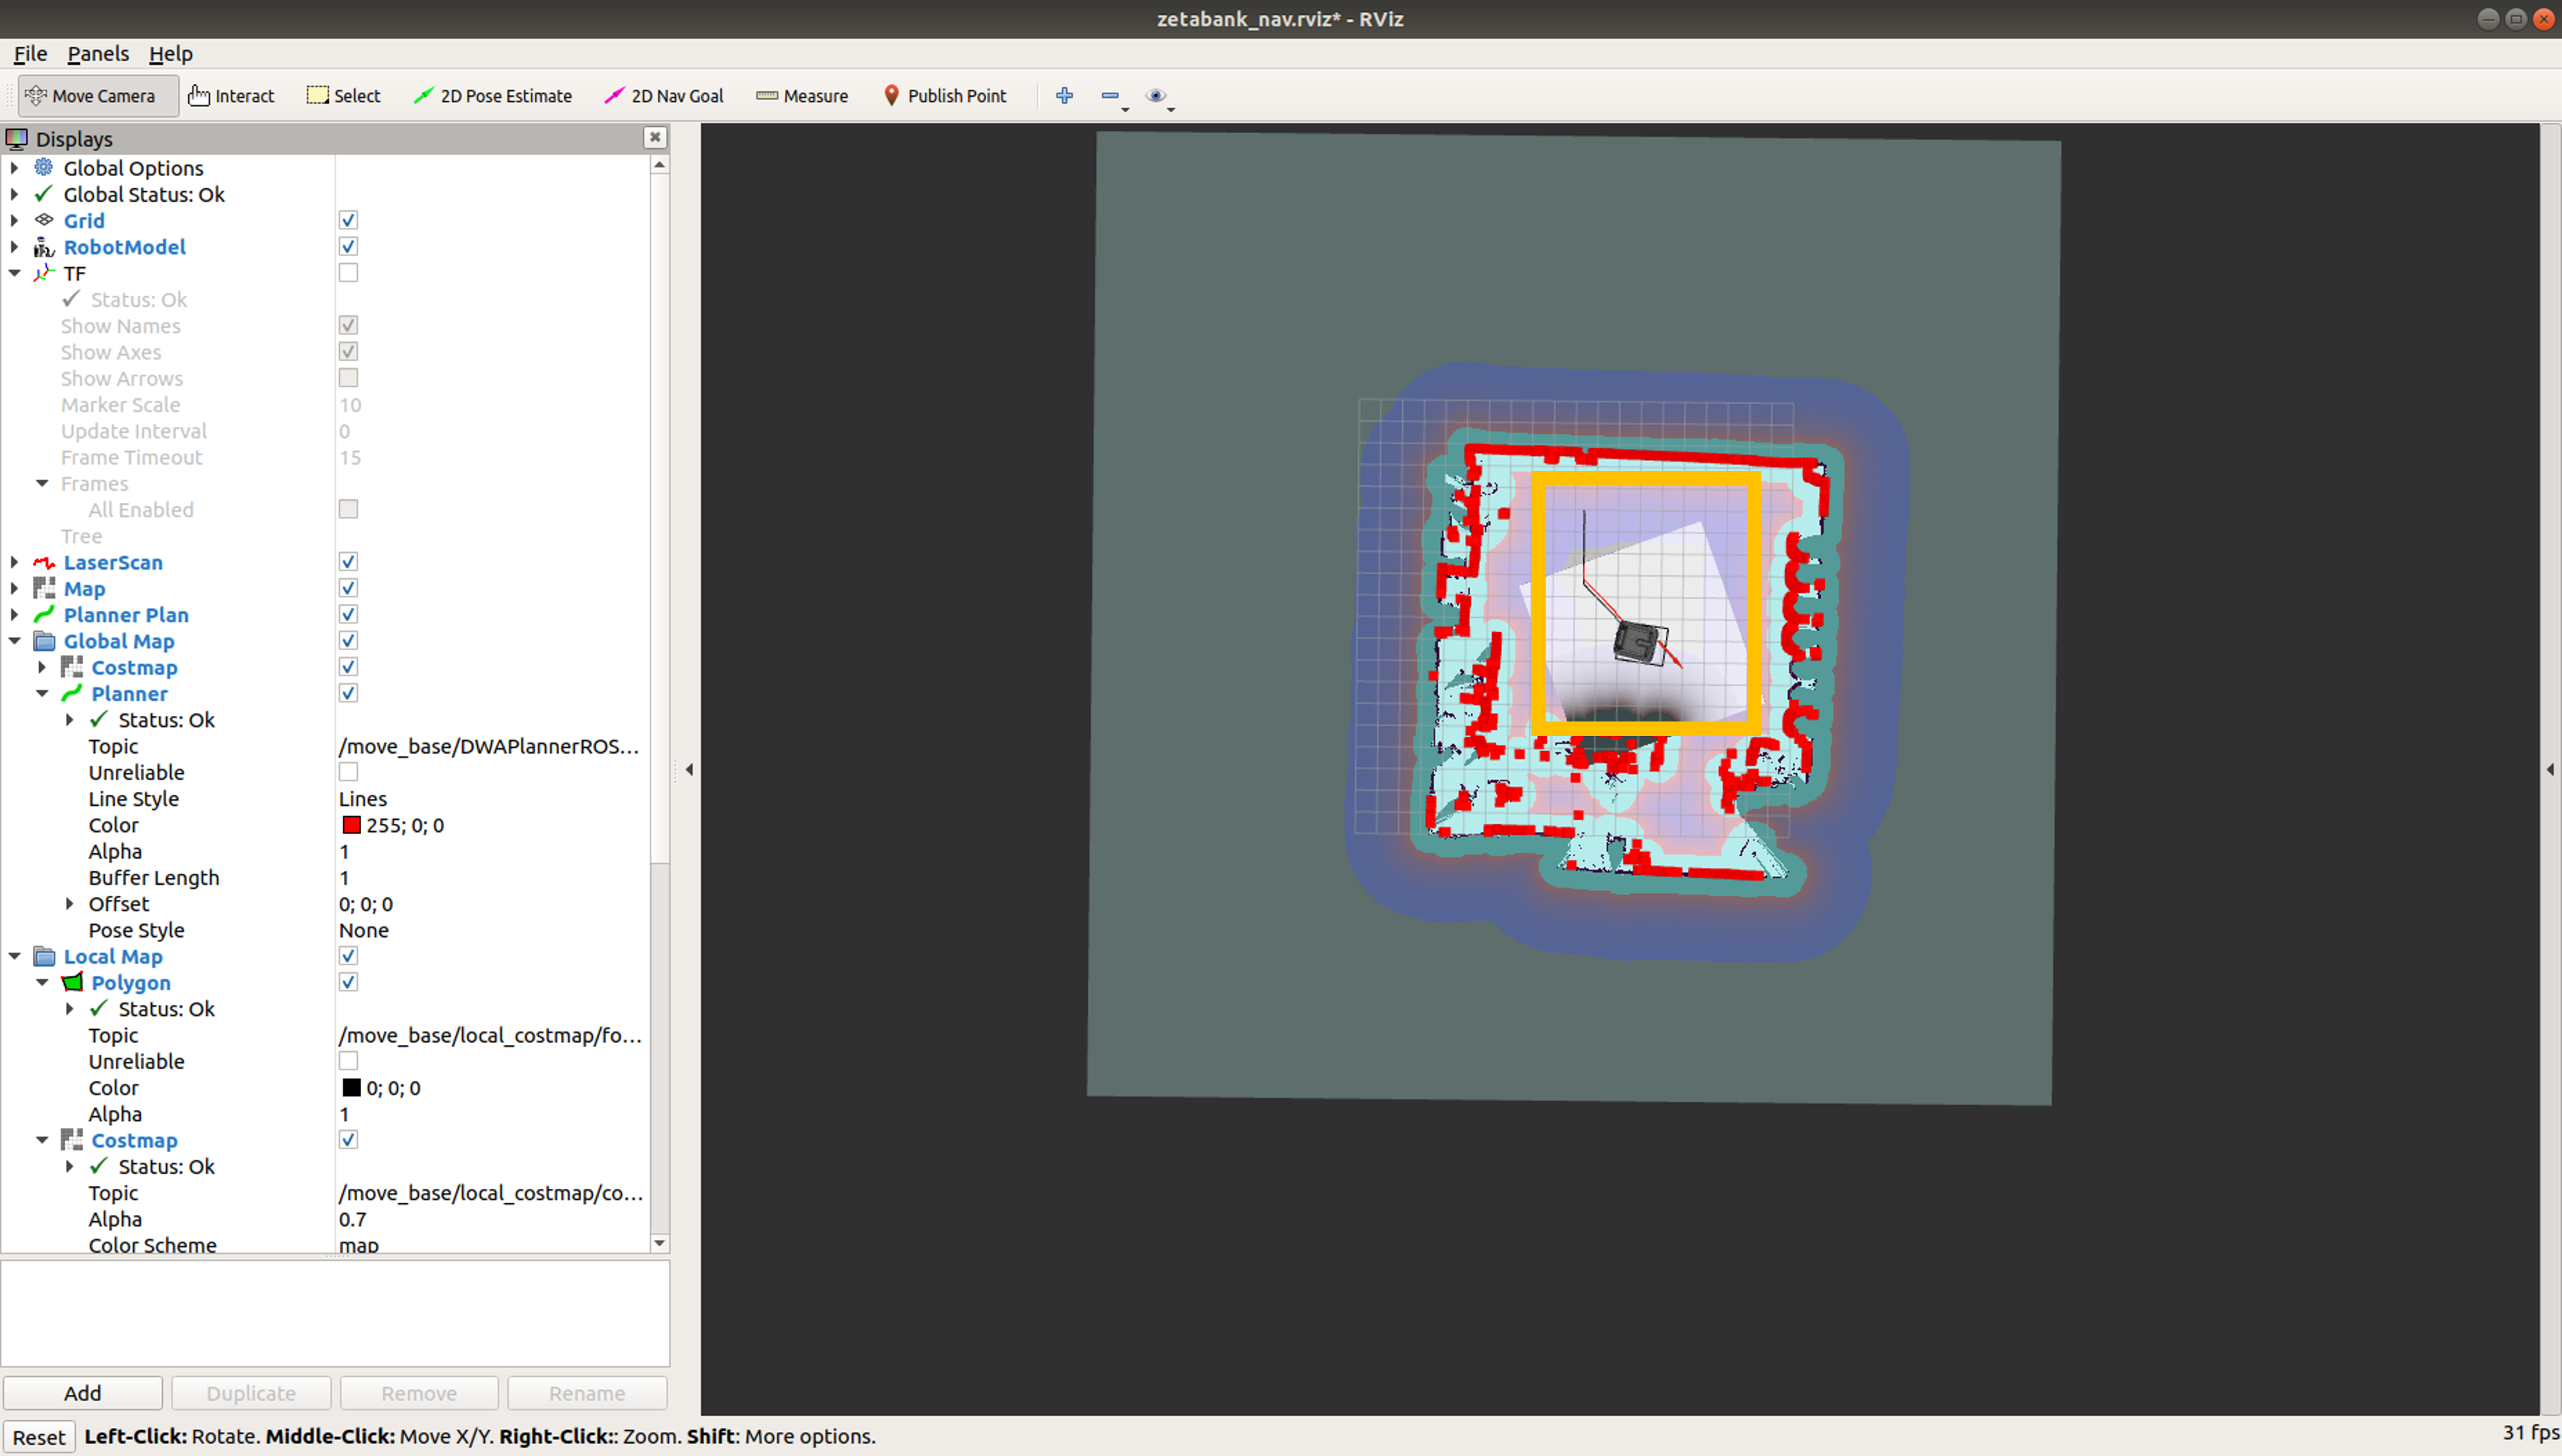 zetabank_nav.rviz* - RViz
File Panels Help
Move Camera Interact Select 2D Pose Estimate 2D Nav Goal Measure Publish Point
Displays
Global Options
Global Status: Ok
Grid
RobotModel
TF
Status: Ok
Show Names
Show Axes
Show Arrows
Marker Scale 10
Update Interval 0
Frame Timeout 15
Frames
All Enabled
Tree
LaserScan
Map
Planner Plan
Global Map
Costmap
Planner
Status: Ok
Topic /move_base/DWAPlannerROS...
Unreliable
Line Style Lines
Color 255; 0; 0
Alpha 1
Buffer Length 1
Offset 0; 0; 0
Pose Style None
Local Map
Polygon
Status: Ok
Topic /move_base/local_costmap/fo...
Unreliable
Color 0; 0; 0
Alpha 1
Costmap
Status: Ok
Topic /move_base/local_costmap/co...
Alpha 0.7
Color Scheme map
Add Duplicate Remove Rename
Reset Left-Click: Rotate. Middle-Click: Move X/Y. Right-Click:: Zoom. Shift: More options. 31 fps